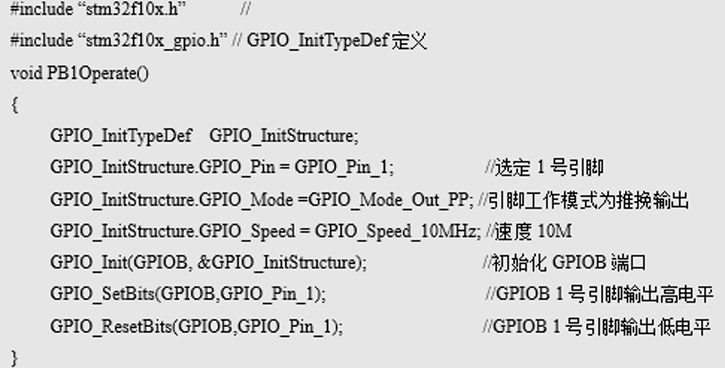 #include “stm32f10x.h” //
#include “stm32f10x_gpio.h” // GPIO_InitTypeDef 定义
void PB1Operate()
{
GPIO_InitTypeDef GPIO_InitStructure;
GPIO_InitStructure.GPIO_Pin = GPIO_Pin_1; //选定 1 号引脚
GPIO_InitStructure.GPIO_Mode =GPIO_Mode_Out_PP; //引脚工作模式为推挽输出
GPIO_InitStructure.GPIO_Speed = GPIO_Speed_10MHz; //速度 10M
GPIO_Init(GPIOB, &GPIO_InitStructure); //初始化 GPIOB 端口
GPIO_SetBits(GPIOB,GPIO_Pin_1); //GPIOB 1 号引脚输出高电平
GPIO_ResetBits(GPIOB,GPIO_Pin_1); //GPIOB 1 号引脚输出低电平
}